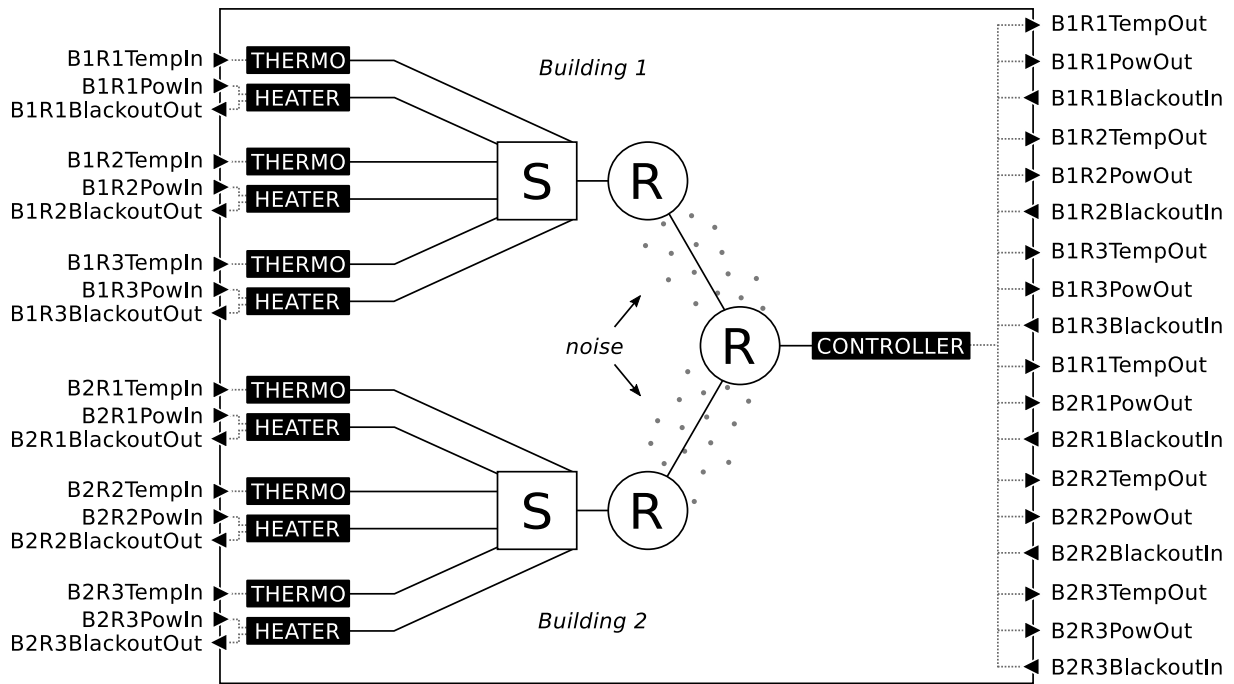 B1R1TempIn
B1R1PowIn
B1R1BlackoutOut
THERMO
HEATER
B1R2TempIn
B1R2PowIn
B1R2BlackoutOut
THERMO
HEATER
B1R3TempIn
B1R3PowIn
B1R3BlackoutOut
THERMO
HEATER
Building 1
S
R
noise
R
CONTROLLER
B2R1TempIn
B2R1PowIn
B2R1BlackoutOut
THERMO
HEATER
B2R2TempIn
B2R2PowIn
B2R2BlackoutOut
THERMO
HEATER
B2R3TempIn
B2R3PowIn
B2R3BlackoutOut
THERMO
HEATER
S
R
Building 2
B1R1TempOut
B1R1PowOut
B1R1BlackoutIn
B1R2TempOut
B1R2PowOut
B1R2BlackoutIn
B1R3TempOut
B1R3PowOut
B1R3BlackoutIn
B1R1TempOut
B2R1PowOut
B2R1BlackoutIn
B2R2TempOut
B2R2PowOut
B2R2BlackoutIn
B2R3TempOut
B2R3PowOut
B2R3BlackoutIn